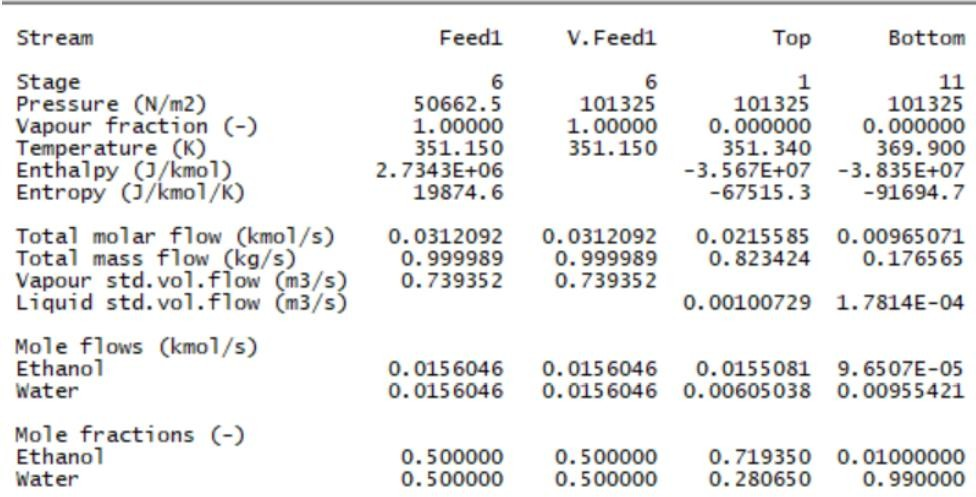 Stream Feed1 V.Feed1 Top Bottom
Stage 6 6 1 11
Pressure (N/m2) 50662.5 101325 101325 101325
Vapour fraction (-) 1.00000 1.00000 0.000000 0.000000
Temperature (K) 351.150 351.150 351.340 369.900
Enthalpy (J/kmol) 2.7343E+06 -3.567E+07 -3.835E+07
Entropy (J/kmol/K) 19874.6 -67515.3 -91694.7
Total molar flow (kmol/s) 0.0312092 0.0312092 0.0215585 0.00965071
Total mass flow (kg/s) 0.999989 0.999989 0.823424 0.176565
Vapour std.vol.flow (m3/s) 0.739352 0.739352
Liquid std.vol.flow (m3/s) 0.00100729 1.7814E-04
Mole flows (kmol/s)
Ethanol 0.0156046 0.0156046 0.0155081 9.6507E-05
Water 0.0156046 0.0156046 0.00605038 0.00955421
Mole fractions (-)
Ethanol 0.500000 0.500000 0.719350 0.01000000
Water 0.500000 0.500000 0.280650 0.990000